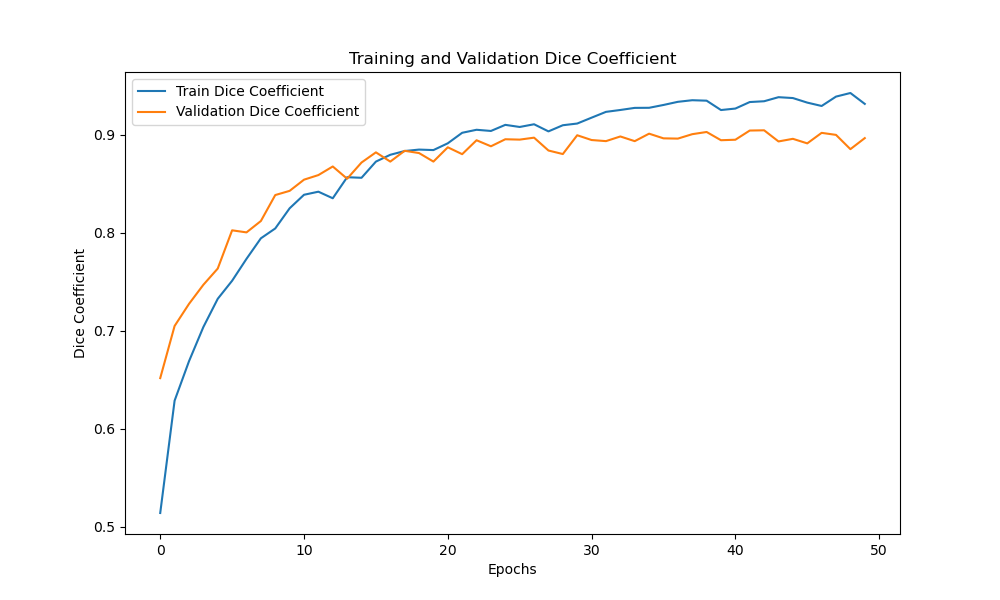 Training and Validation Dice Coefficient
Train Dice Coefficient
Validation Dice Coefficient
Dice Coefficient
0.9
0.8
0.7
0.6
0.5
0 10 20 30 40 50
Epochs